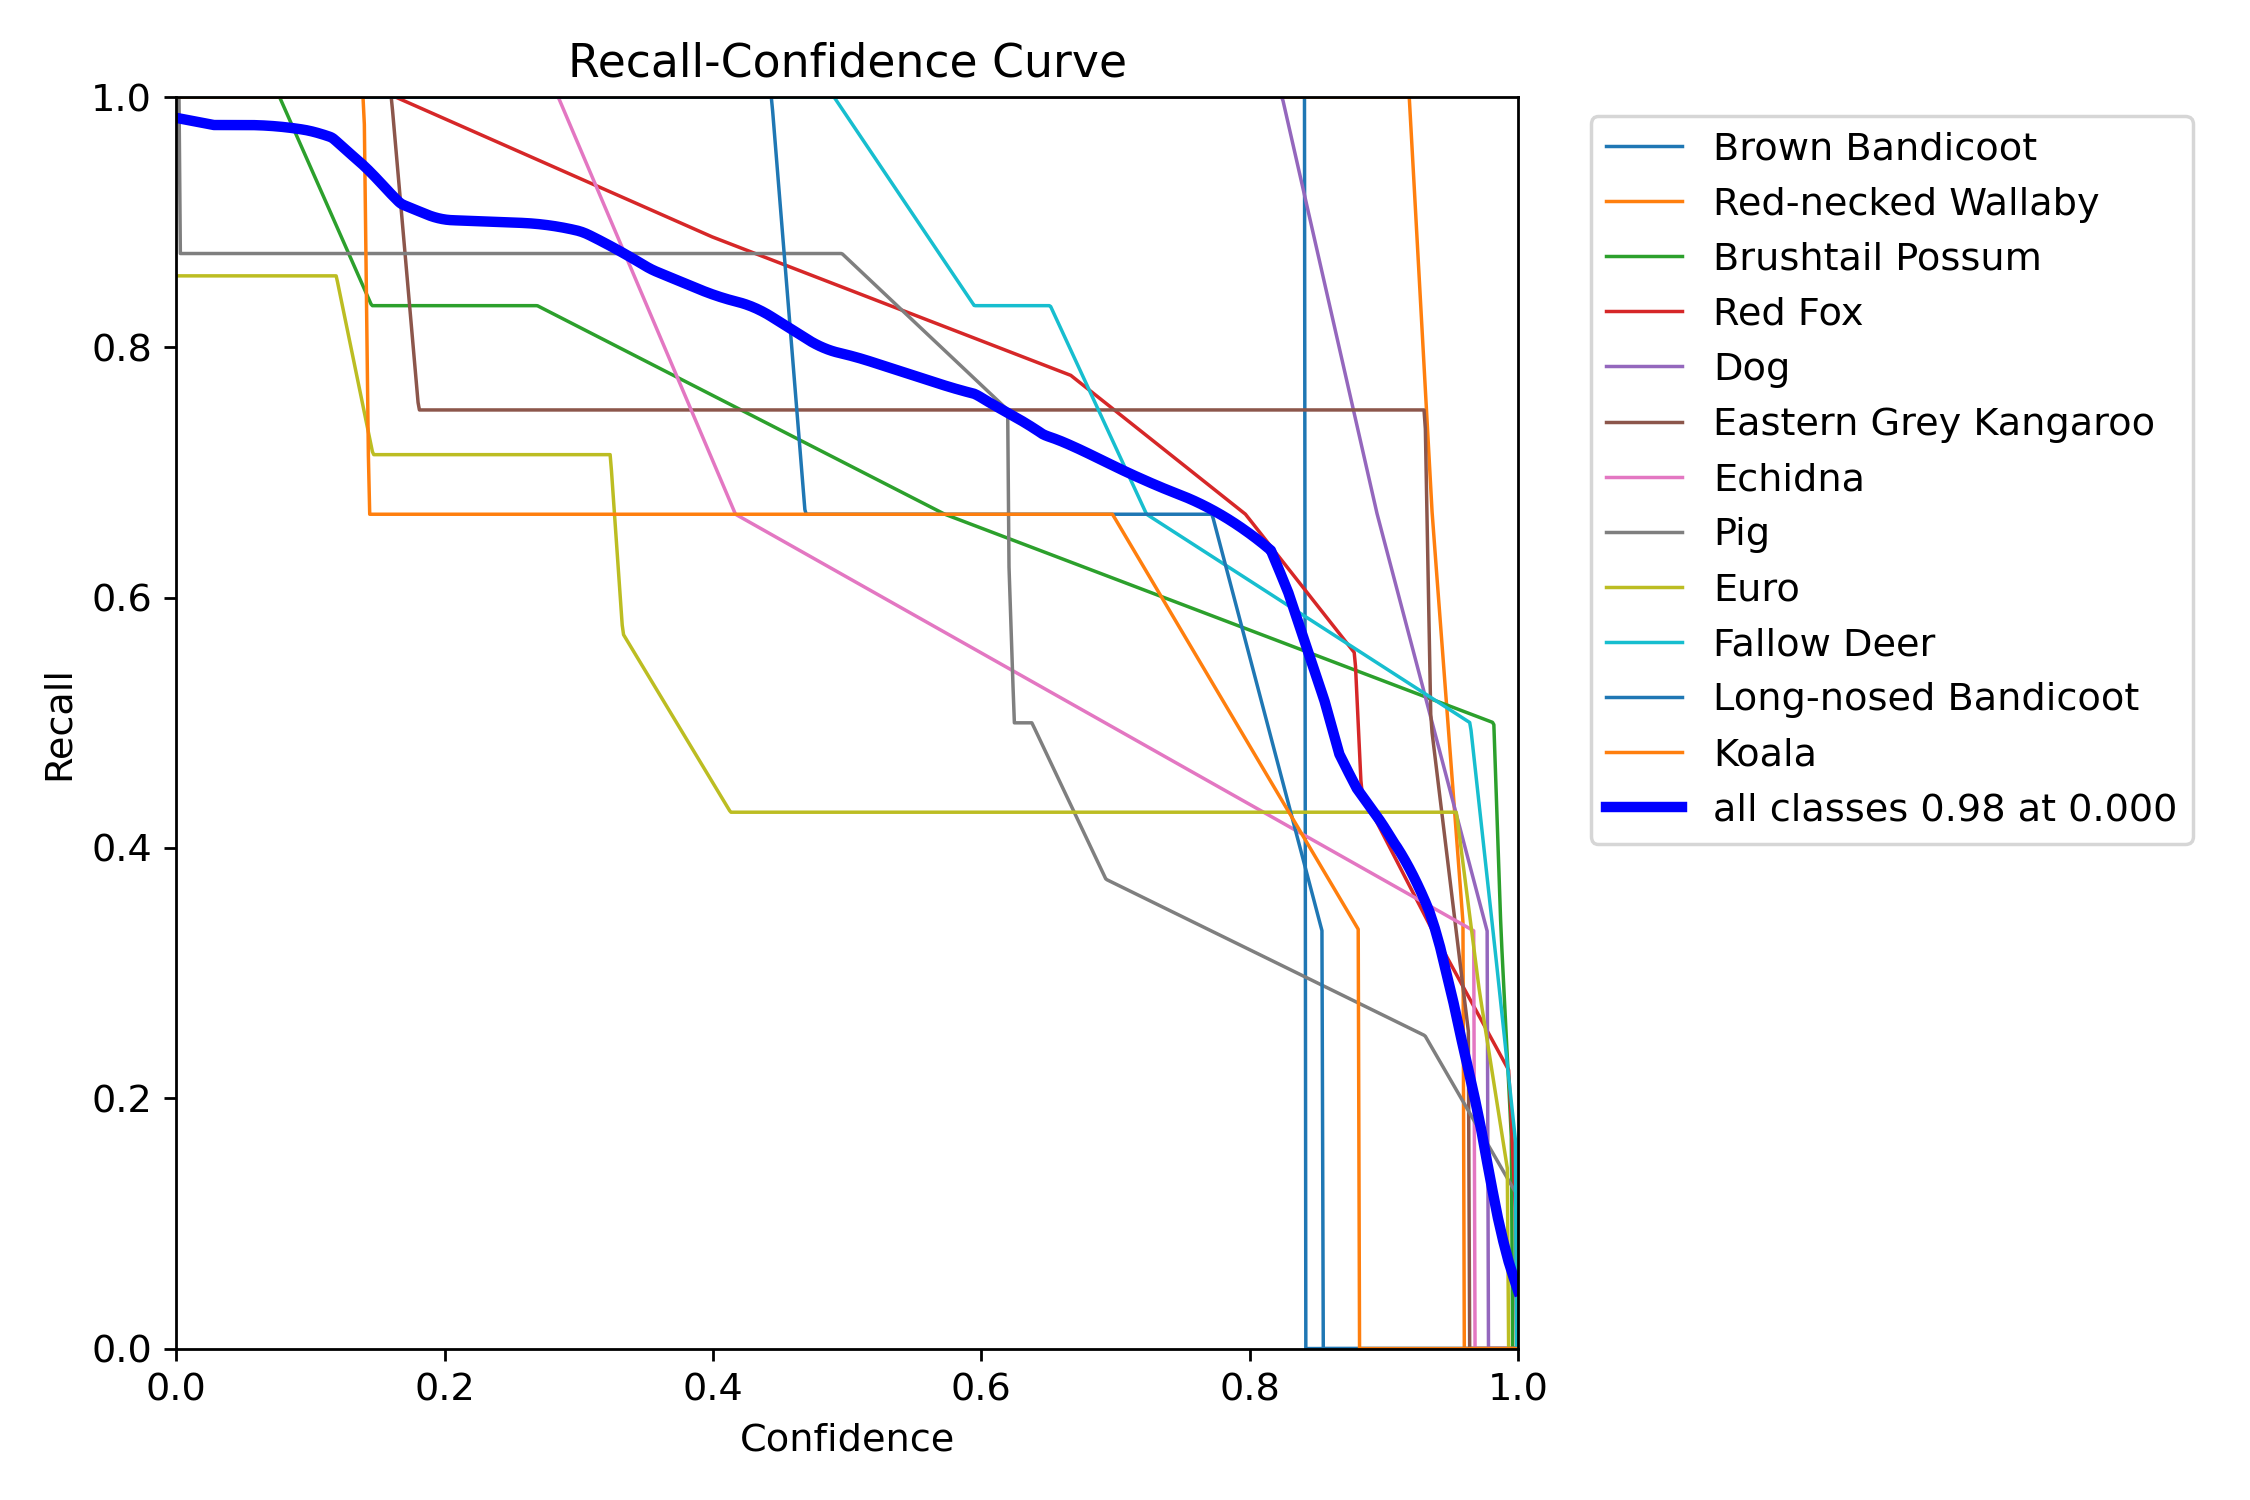 Recall-Confidence Curve
1.0
0.8
0.6
0.4
0.2
0.0
Recall
0.0 0.2 0.4 0.6 0.8 1.0
Confidence
Brown Bandicoot
Red-necked Wallaby
Brushtail Possum
Red Fox
Dog
Eastern Grey Kangaroo
Echidna
Pig
Euro
Fallow Deer
Long-nosed Bandicoot
Koala
all classes 0.98 at 0.000